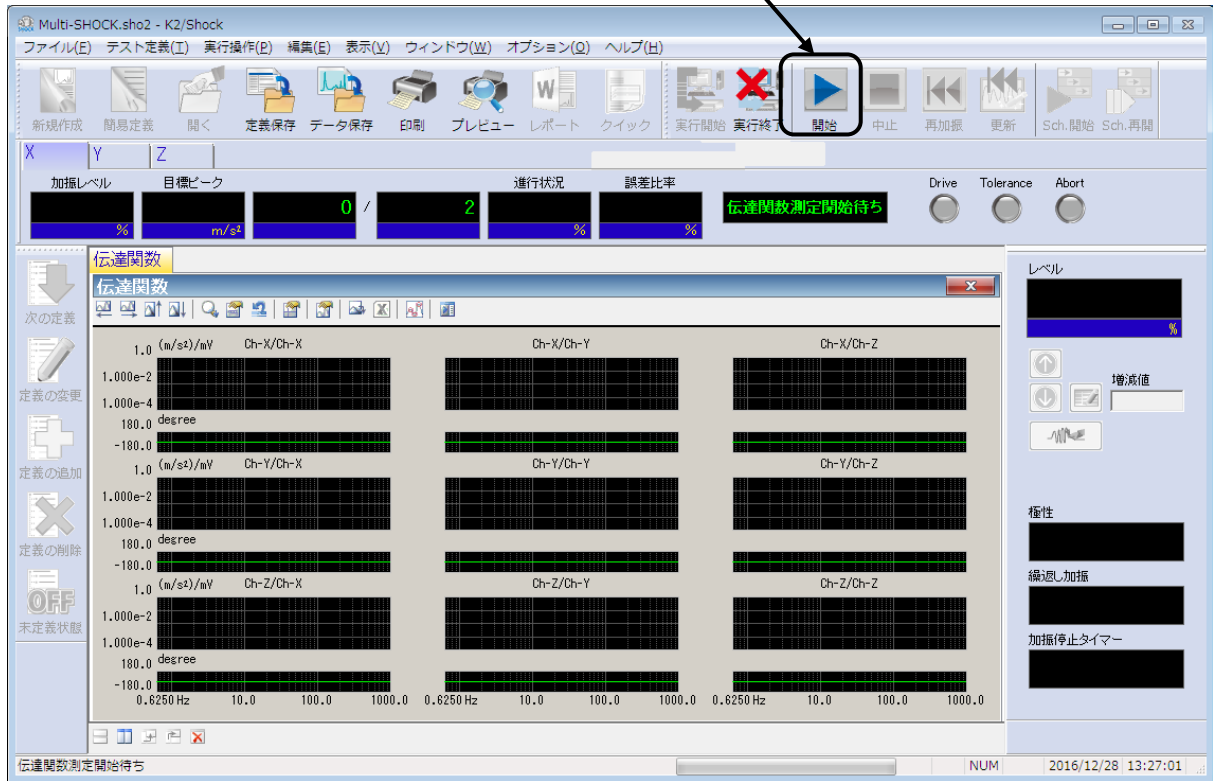 Multi-SHOCK.sho2 - K2/Shock
ファイル(F) テスト定義(T) 実行操作(P) 編集(E) 表示(V) ウィンドウ(W) オプション(O) ヘルプ(H)
新規作成 簡易定義 開く 定義保存 データ保存 印刷 プレビュー レポート クイック 実行開始 実行終了 開始 中止 再加振 更新 Sch.開始 Sch.再開
X Y Z
加振レベル 目標ピーク 進行状況 誤差比率 Drive Tolerance Abort
0 / 2 伝達関数測定開始待ち
% m/s² % %
伝達関数
伝達関数
レベル
%
増減値
極性
繰返し加振
加振停止タイマー
次の定義
定義の変更
定義の追加
定義の削除
OFF
未定義状態
1.0 (m/s²)/mV Ch-X/Ch-X Ch-X/Ch-Y Ch-X/Ch-Z
1.000e-2
1.000e-4
180.0 degree
-180.0
1.0 (m/s²)/mV Ch-Y/Ch-X Ch-Y/Ch-Y Ch-Y/Ch-Z
1.000e-2
1.000e-4
180.0 degree
-180.0
1.0 (m/s²)/mV Ch-Z/Ch-X Ch-Z/Ch-Y Ch-Z/Ch-Z
1.000e-2
1.000e-4
180.0 degree
-180.0
0.6250 Hz 10.0 100.0 1000.0 0.6250 Hz 10.0 100.0 1000.0 0.6250 Hz 10.0 100.0 1000.0
伝達関数測定開始待ち NUM 2016/12/28 13:27:01